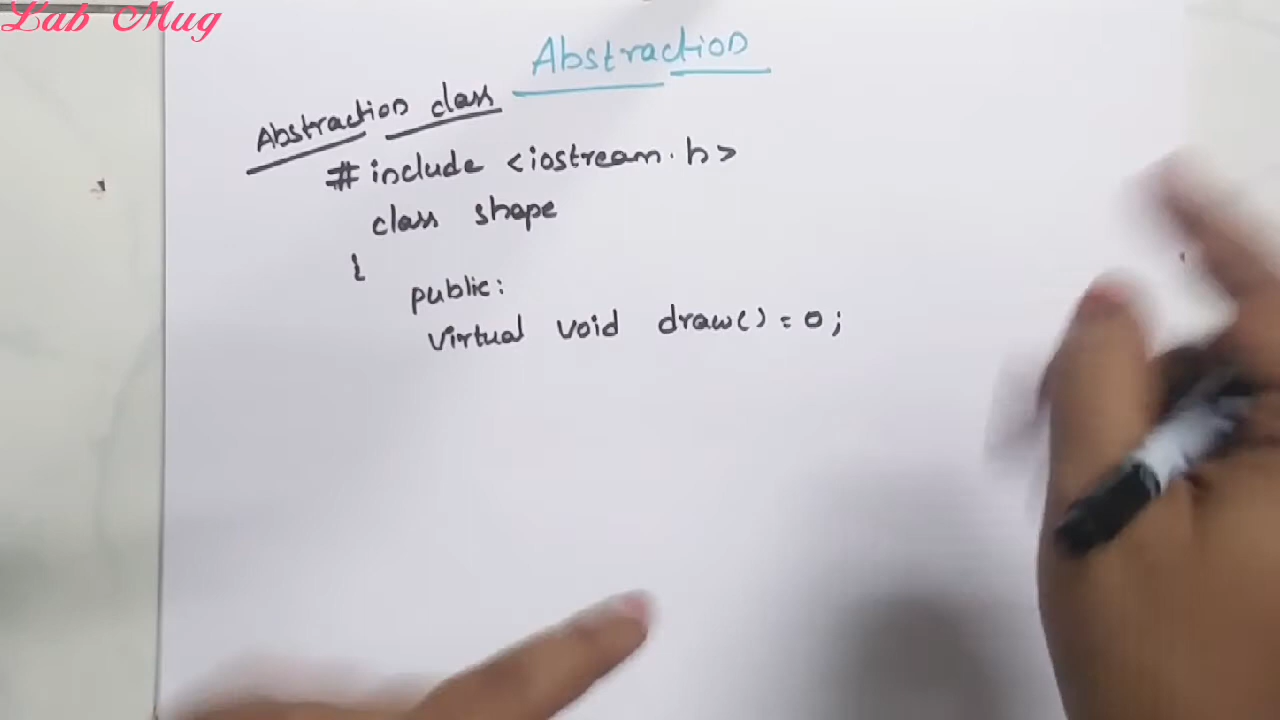 Lab Mug
Abstraction
Abstraction class
# include <iostream.h>
class shape
{
public:
virtual void draw() = 0;